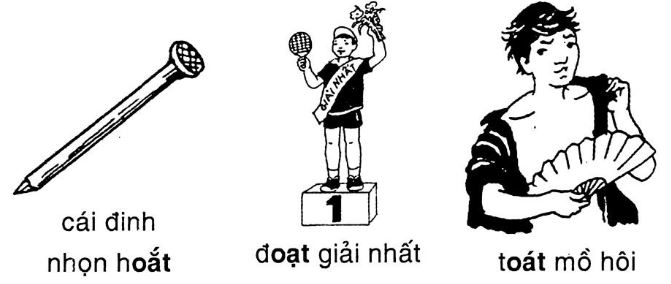 cái đinh
nhọn hoắt
GIẢI NHẤT
1
đoạt giải nhất
toát mồ hôi